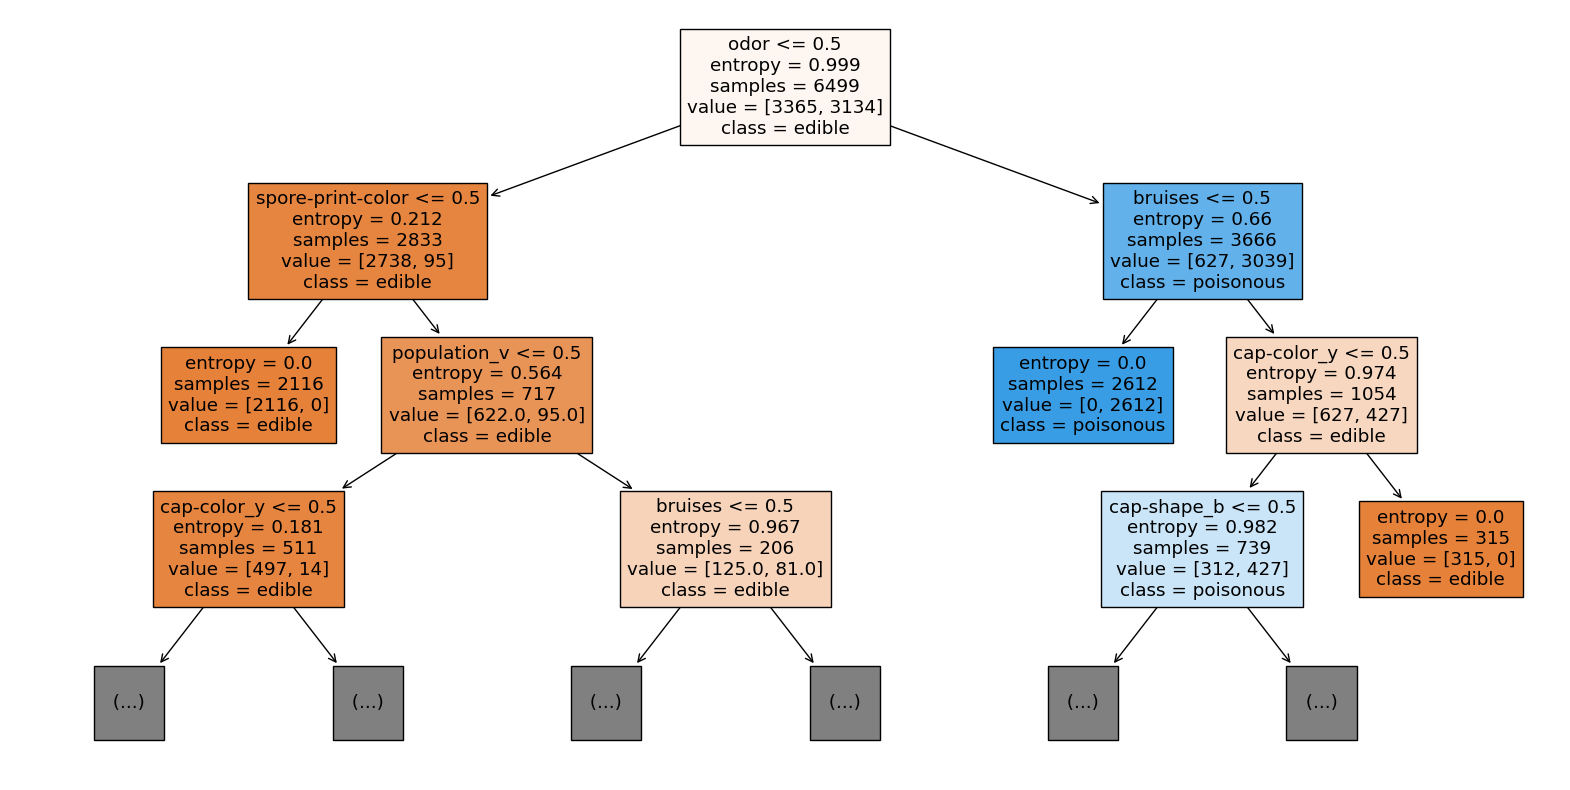 odor <= 0.5
entropy = 0.999
samples = 6499
value = [3365, 3134]
class = edible
spore-print-color <= 0.5
entropy = 0.212
samples = 2833
value = [2738, 95]
class = edible
bruises <= 0.5
entropy = 0.66
samples = 3666
value = [627, 3039]
class = poisonous
entropy = 0.0
samples = 2116
value = [2116, 0]
class = edible
population_v <= 0.5
entropy = 0.564
samples = 717
value = [622.0, 95.0]
class = edible
entropy = 0.0
samples = 2612
value = [0, 2612]
class = poisonous
cap-color_y <= 0.5
entropy = 0.974
samples = 1054
value = [627, 427]
class = edible
cap-color_y <= 0.5
entropy = 0.181
samples = 511
value = [497, 14]
class = edible
bruises <= 0.5
entropy = 0.967
samples = 206
value = [125.0, 81.0]
class = edible
cap-shape_b <= 0.5
entropy = 0.982
samples = 739
value = [312, 427]
class = poisonous
entropy = 0.0
samples = 315
value = [315, 0]
class = edible
(...)
(...)
(...)
(...)
(...)
(...)